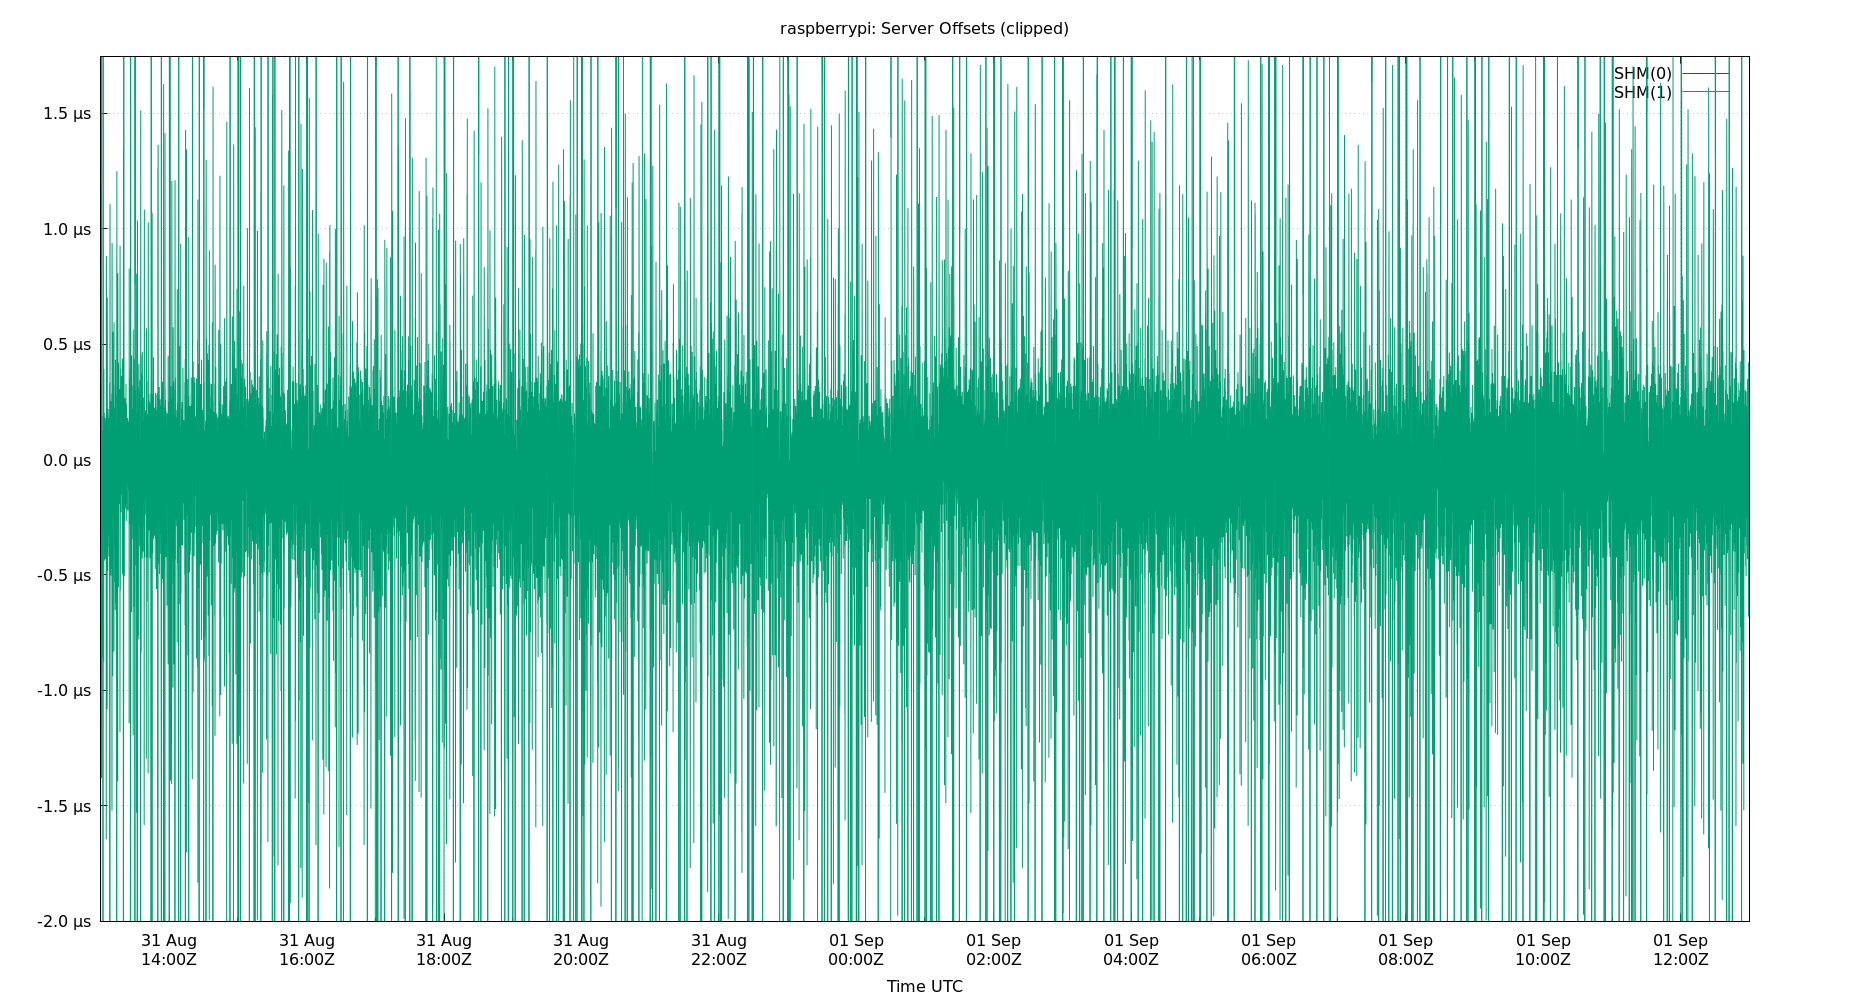 raspberrypi: Server Offsets (clipped)
SHM(0)
SHM(1)
1.5 µs
1.0 µs
0.5 µs
0.0 µs
-0.5 µs
-1.0 µs
-1.5 µs
-2.0 µs
31 Aug 31 Aug 31 Aug 31 Aug 31 Aug 01 Sep 01 Sep 01 Sep 01 Sep 01 Sep 01 Sep 01 Sep
14:00Z 16:00Z 18:00Z 20:00Z 22:00Z 00:00Z 02:00Z 04:00Z 06:00Z 08:00Z 10:00Z 12:00Z
Time UTC